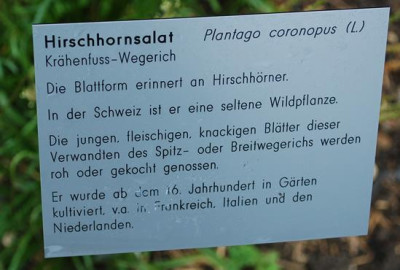 Hirschhornsalat Plantago coronopus (L.)
Krähenfuss-Wegerich
Die Blattform erinnert an Hirschhörner.
In der Schweiz ist er eine seltene Wildpflanze.
Die jungen, fleischigen, knackigen Blätter dieser
Verwandten des Spitz- oder Breitwegerichs werden
roh oder gekocht genossen.
Er wurde ab dem 16. Jahrhundert in Gärten
kultiviert, v.a. in Frankreich, Italien und den
Niederlanden.